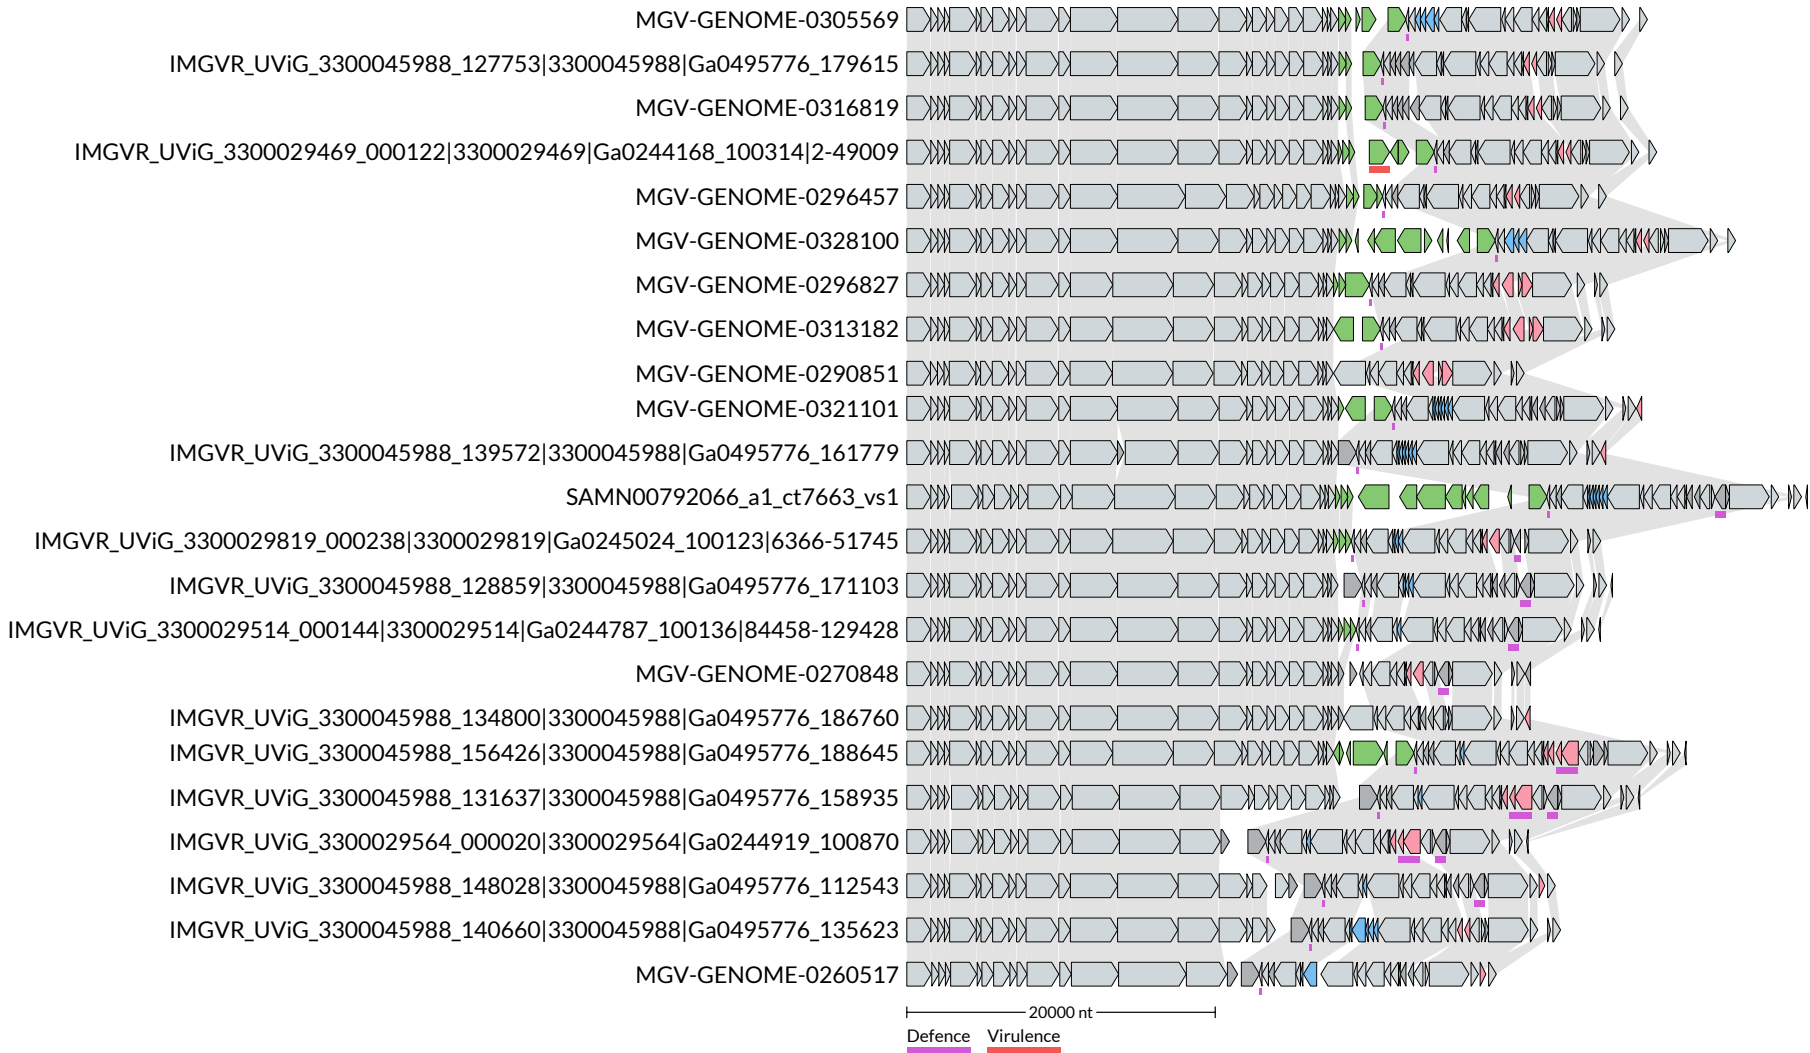 MGV-GENOME-0305569
IMGVR_UViG_3300045988_127753|3300045988|Ga0495776_179615
MGV-GENOME-0316819
IMGVR_UViG_3300029469_000122|3300029469|Ga0244168_100314|2-49009
MGV-GENOME-0296457
MGV-GENOME-0328100
MGV-GENOME-0296827
MGV-GENOME-0313182
MGV-GENOME-0290851
MGV-GENOME-0321101
IMGVR_UViG_3300045988_139572|3300045988|Ga0495776_161779
SAMN00792066_a1_ct7663_vs1
IMGVR_UViG_3300029819_000238|3300029819|Ga0245024_100123|6366-51745
IMGVR_UViG_3300045988_128859|3300045988|Ga0495776_171103
IMGVR_UViG_3300029514_000144|3300029514|Ga0244787_100136|84458-129428
MGV-GENOME-0270848
IMGVR_UViG_3300045988_134800|3300045988|Ga0495776_186760
IMGVR_UViG_3300045988_156426|3300045988|Ga0495776_188645
IMGVR_UViG_3300045988_131637|3300045988|Ga0495776_158935
IMGVR_UViG_3300029564_000020|3300029564|Ga0244919_100870
IMGVR_UViG_3300045988_148028|3300045988|Ga0495776_112543
IMGVR_UViG_3300045988_140660|3300045988|Ga0495776_135623
MGV-GENOME-0260517
20000 nt
Defence Virulence